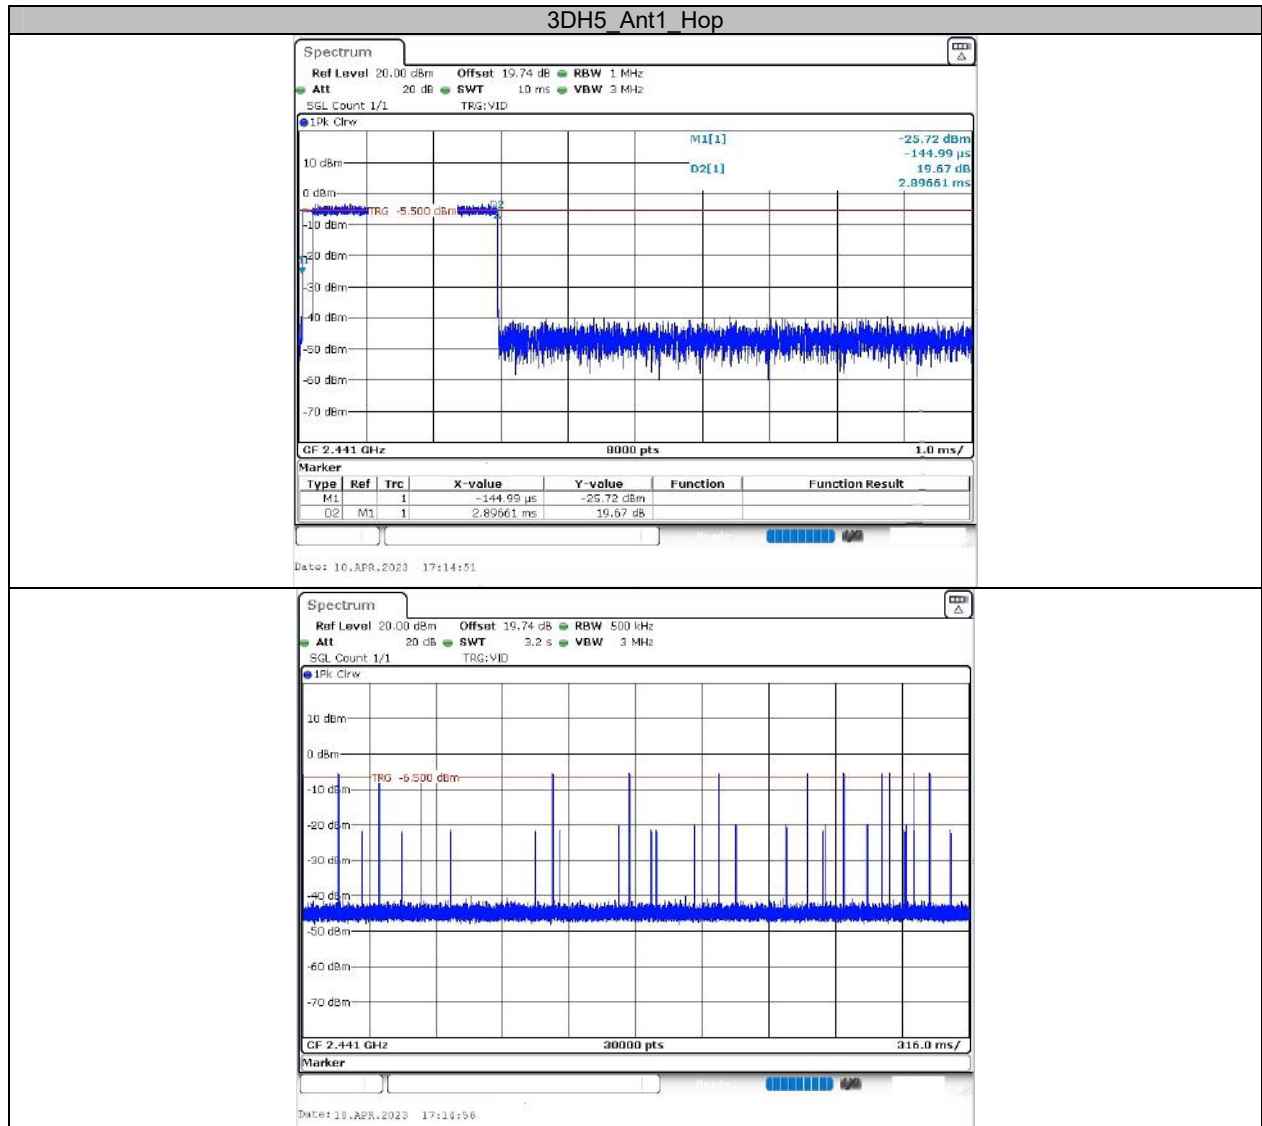 3DH5_Ant1_Hop
Spectrum
Ref Level 20.00 dBm Offset 19.74 dB RBW 1 MHz
Att 20 dB SWT 10 ms VBW 3 MHz
SGL Count 1/1 TRG:VID
1Pk Clrw
M1[1] -25.72 dBm
-144.99 µs
D2[1] 19.67 dB
2.89661 ms
10 dBm
0 dBm
D2
TRG -5.500 dBm
-10 dBm
-20 dBm
-30 dBm
-40 dBm
-50 dBm
-60 dBm
-70 dBm
CF 2.441 GHz 8000 pts 1.0 ms/
Marker
Type Ref Trc X-value Y-value Function Function Result
M1 1 -144.99 µs -25.72 dBm
D2 M1 1 2.89661 ms 19.67 dB
Date: 10.APR.2023 17:14:51
Spectrum
Ref Level 20.00 dBm Offset 19.74 dB RBW 500 kHz
Att 20 dB SWT 3.2 s VBW 3 MHz
SGL Count 1/1 TRG:VID
1Pk Clrw
10 dBm
0 dBm
TRG -6.500 dBm
-10 dBm
-20 dBm
-30 dBm
-40 dBm
-50 dBm
-60 dBm
-70 dBm
CF 2.441 GHz 30000 pts 316.0 ms/
Marker
Date: 10.APR.2023 17:14:56